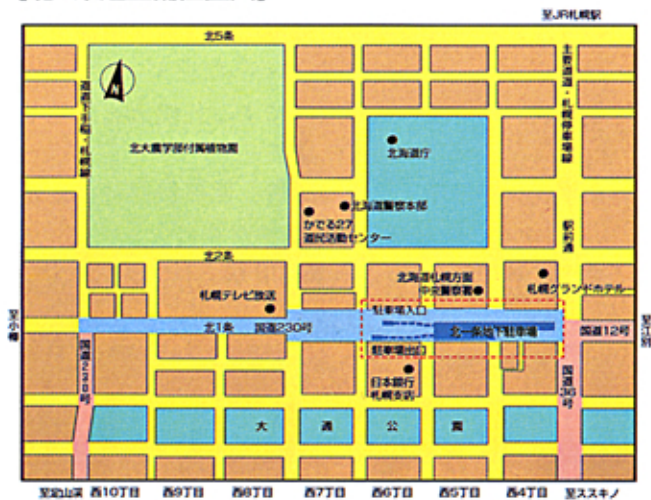 至JR札幌駅
北5条
主要道道・札幌停車場線
道道下手稲・札幌線
N
北大農学部付属植物園
北海道庁
北海道警察本部
かでる27
道民活動センター
駅前通
北2条
北海道札幌方面
中央警察署
札幌グランドホテル
札幌テレビ放送
駐車場入口
至小樽
北1条
国道230号
北一条地下駐車場
国道12号
至江別
駐車場出口
国道230号
日本銀行
札幌支店
国道36号
大
通
公
園
至定山渓
西10丁目
西9丁目
西8丁目
西7丁目
西6丁目
西5丁目
西4丁目
至ススキノ